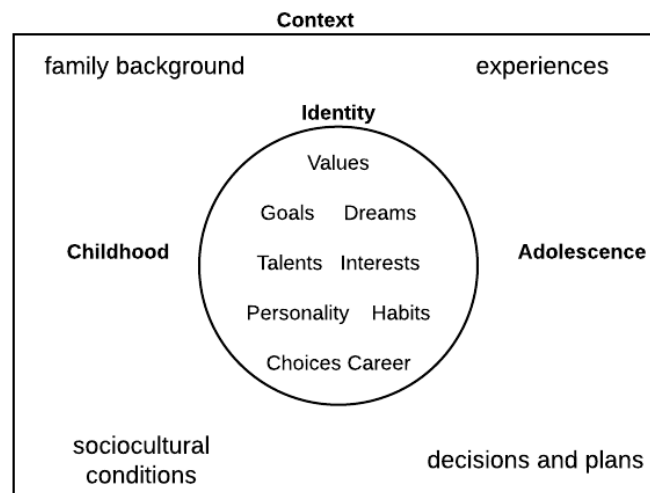 Context
family background experiences
Identity
Values
Goals Dreams
Childhood Talents Interests Adolescence
Personality Habits
Choices Career
sociocultural
conditions
decisions and plans